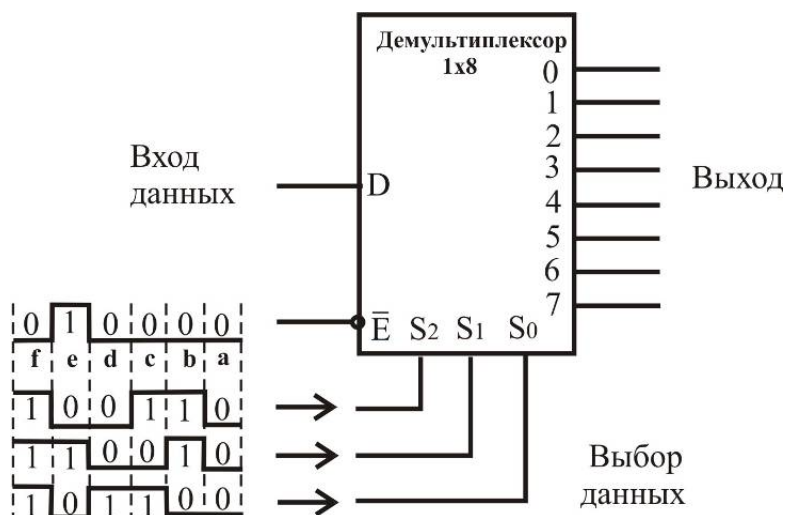 Демультиплексор
1x8
0
1
2
3
4
5
6
7
Вход
данных
D
Выход
E̅ S2 S1 S0
0 1 0 0 0 0
f e d c b a
1 0 0 1 1 0
1 1 0 0 1 0
1 0 1 1 0 0
Выбор
данных